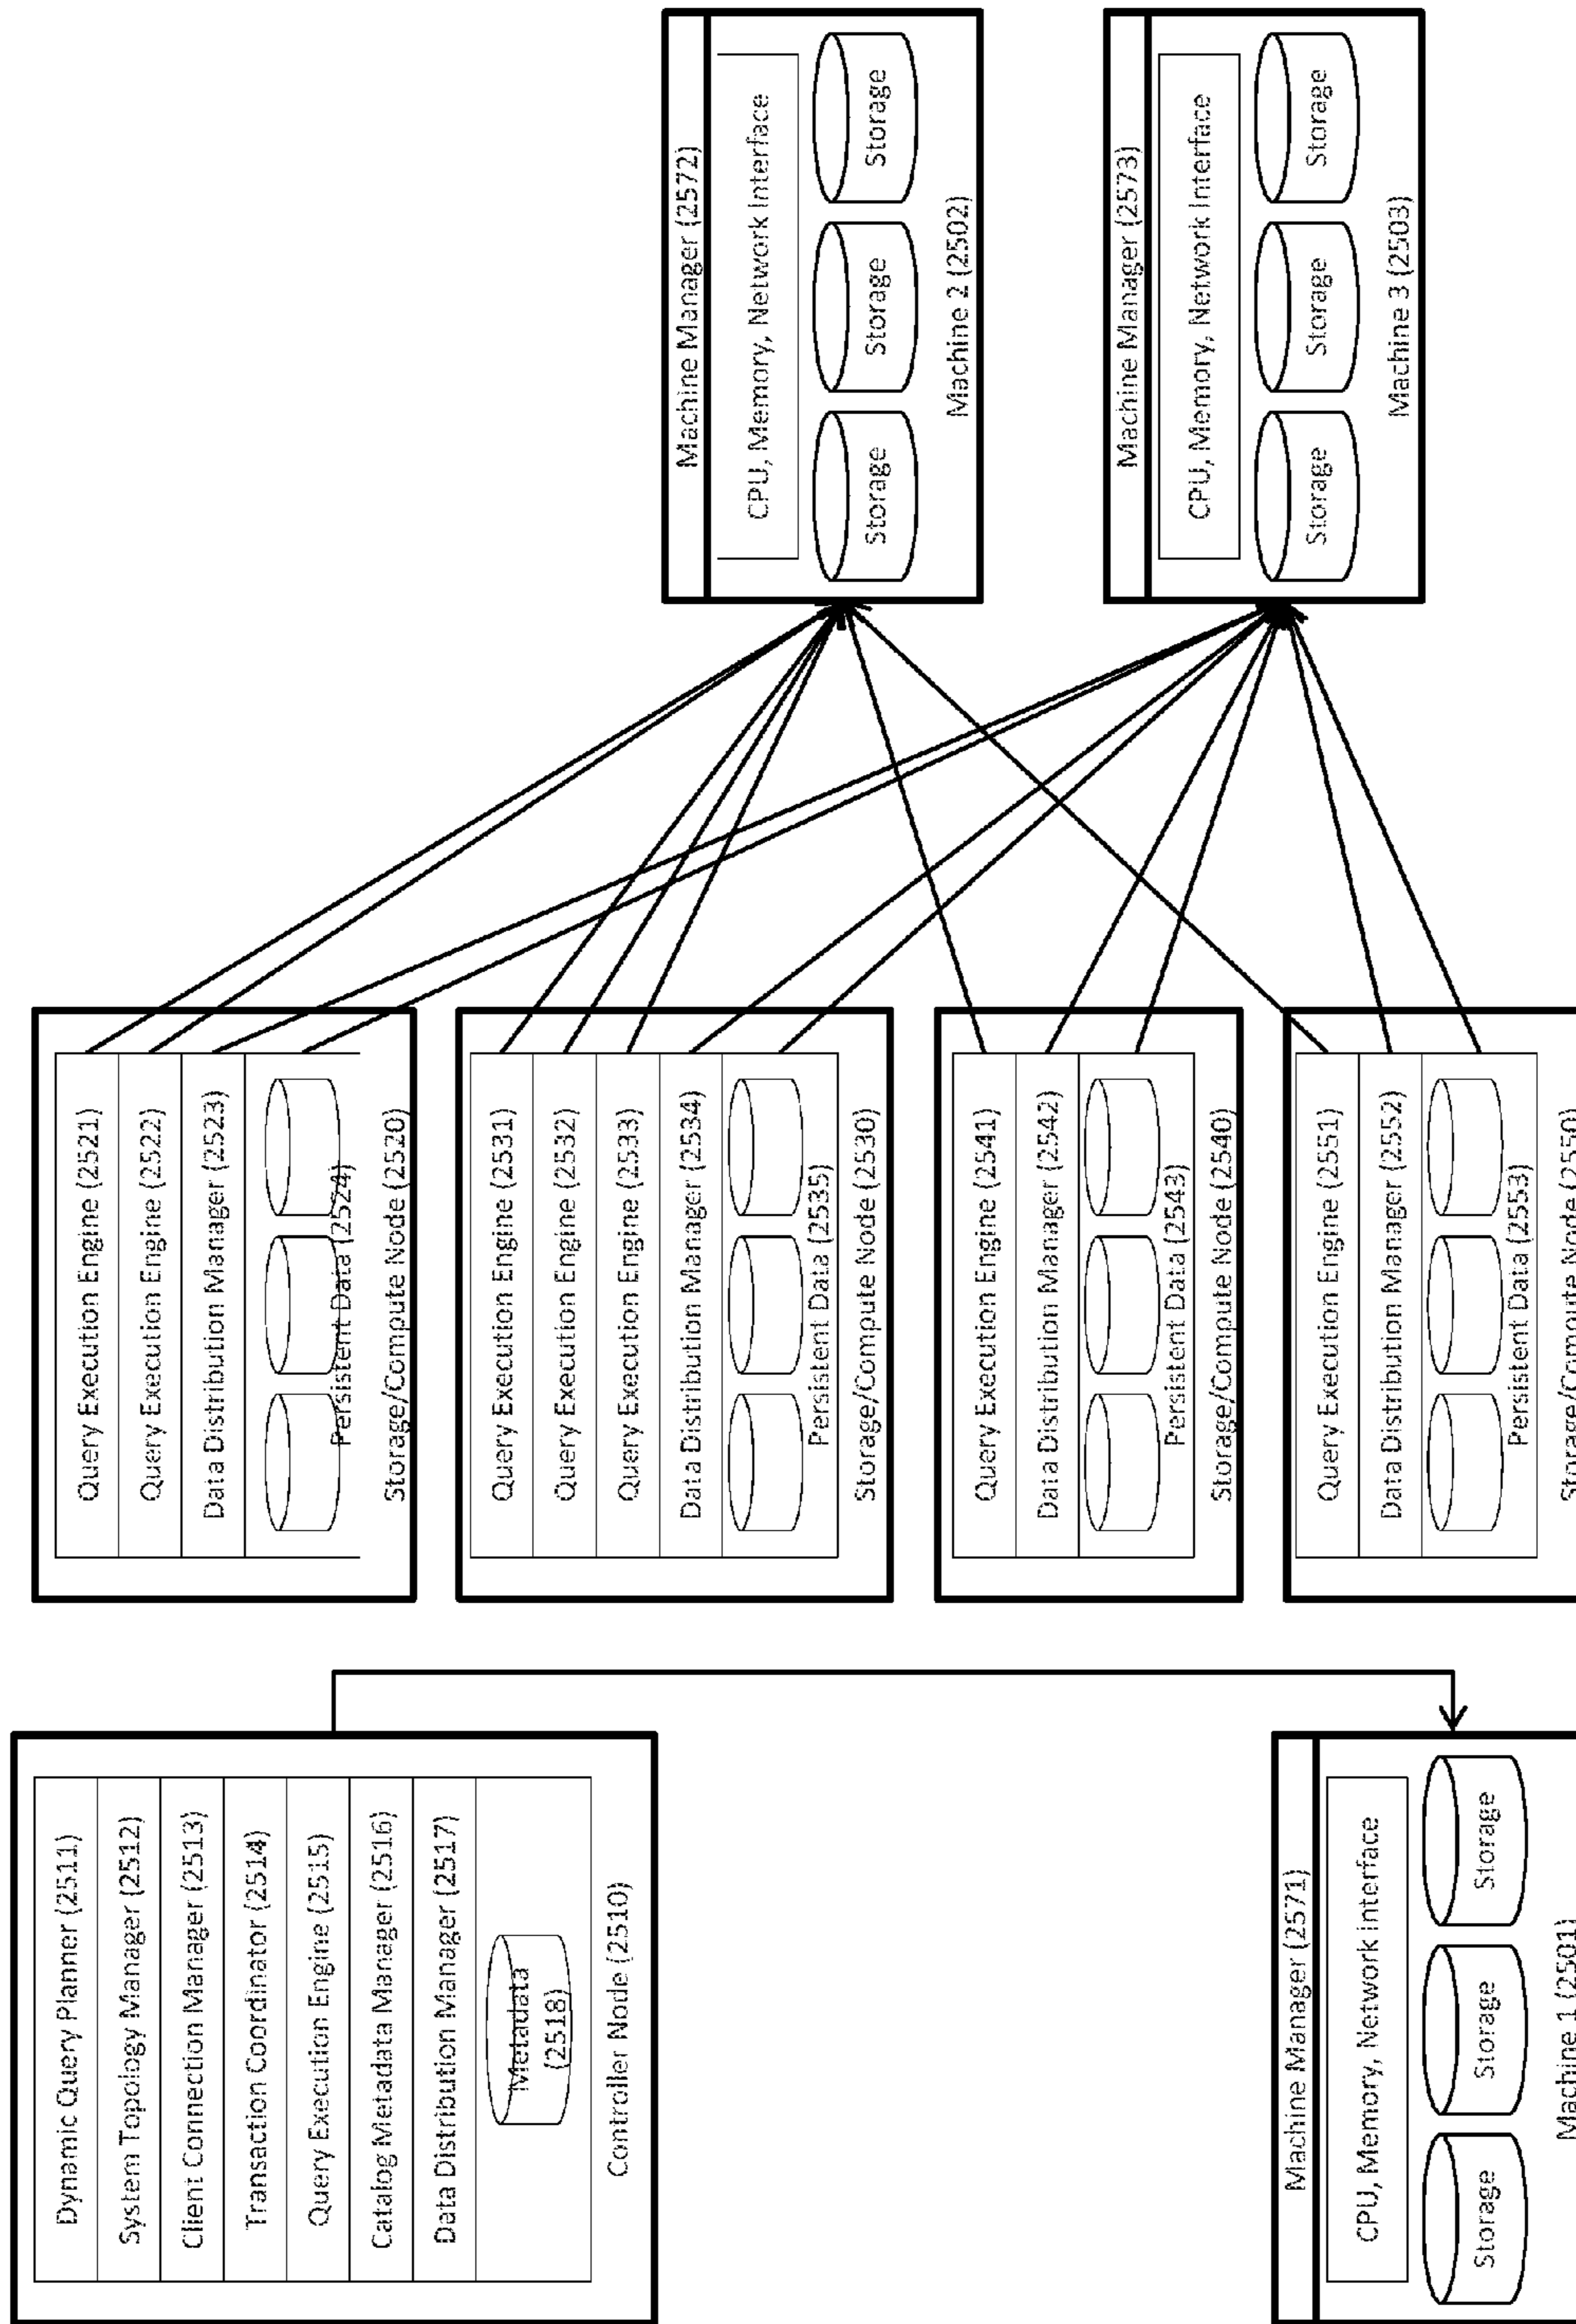 Dynamic Query Planner (2511)
System Topology Manager (2512)
Client Connection Manager (2513)
Transaction Coordinator (2514)
Query Execution Engine (2515)
Catalog Metadata Manager (2516)
Data Distribution Manager (2517)
Metadata
(2518)
Controller Node (2510)
Machine Manager (2571)
CPU, Memory, Network Interface
Storage
Storage
Storage
Machine 1 (2501)
Query Execution Engine (2521)
Query Execution Engine (2522)
Data Distribution Manager (2523)
Persistent Data (2524)
Storage/Compute Node (2520)
Query Execution Engine (2531)
Query Execution Engine (2532)
Query Execution Engine (2533)
Data Distribution Manager (2534)
Persistent Data (2535)
Storage/Compute Node (2530)
Query Execution Engine (2541)
Data Distribution Manager (2542)
Persistent Data (2543)
Storage/Compute Node (2540)
Query Execution Engine (2551)
Data Distribution Manager (2552)
Persistent Data (2553)
Storage/Compute Node (2550)
Machine Manager (2572)
CPU, Memory, Network Interface
Storage
Storage
Storage
Machine 2 (2502)
Machine Manager (2573)
CPU, Memory, Network Interface
Storage
Storage
Storage
Machine 3 (2503)